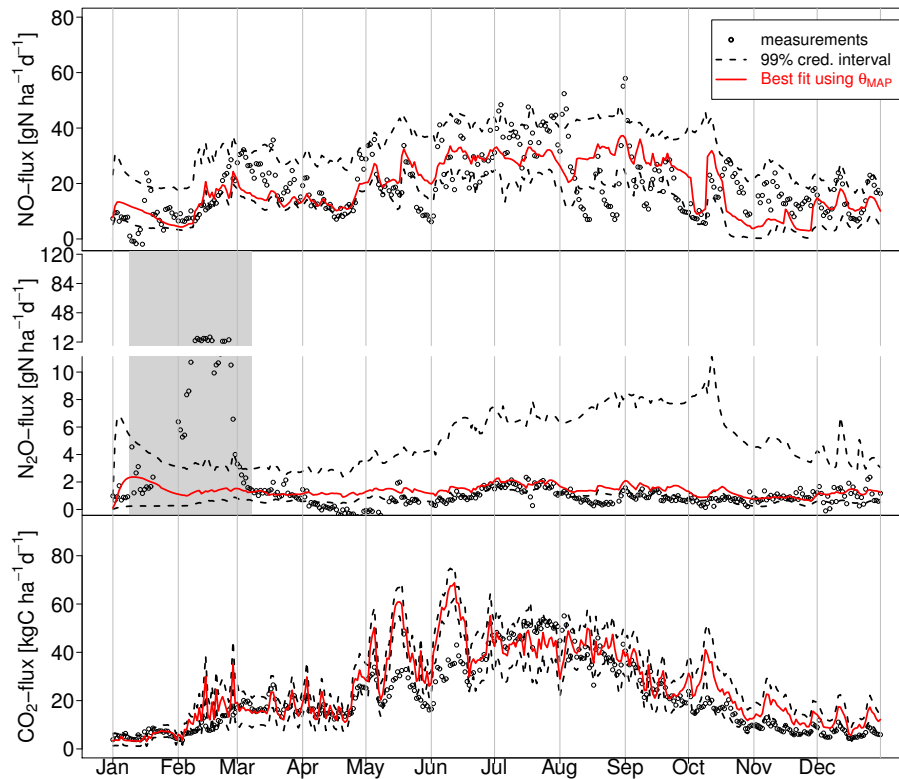 NO−flux [gN ha−1d−1]
80
60
40
20
0
measurements
99% cred. interval
Best fit using θMAP
N2O−flux [gN ha−1d−1]
120
84
48
12
10
8
6
4
2
0
CO2−flux [kgC ha−1d−1]
80
60
40
20
0
Jan Feb Mar Apr May Jun Jul Aug Sep Oct Nov Dec